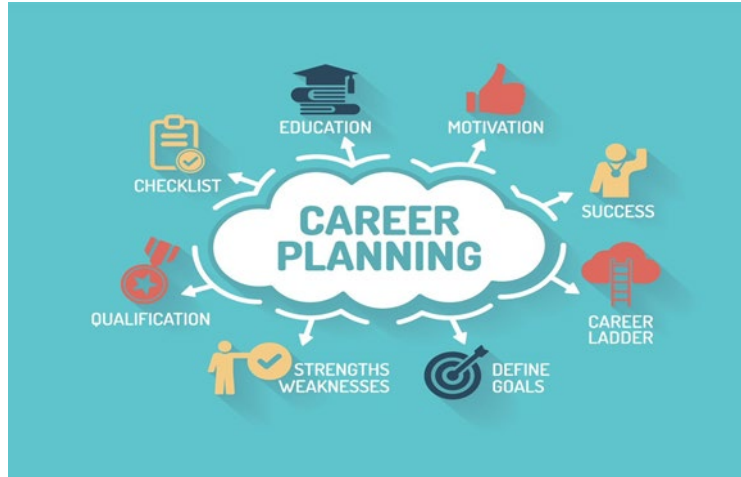 EDUCATION
MOTIVATION
CHECKLIST
SUCCESS
CAREER
PLANNING
QUALIFICATION
CAREER
LADDER
STRENGTHS
WEAKNESSES
DEFINE
GOALS